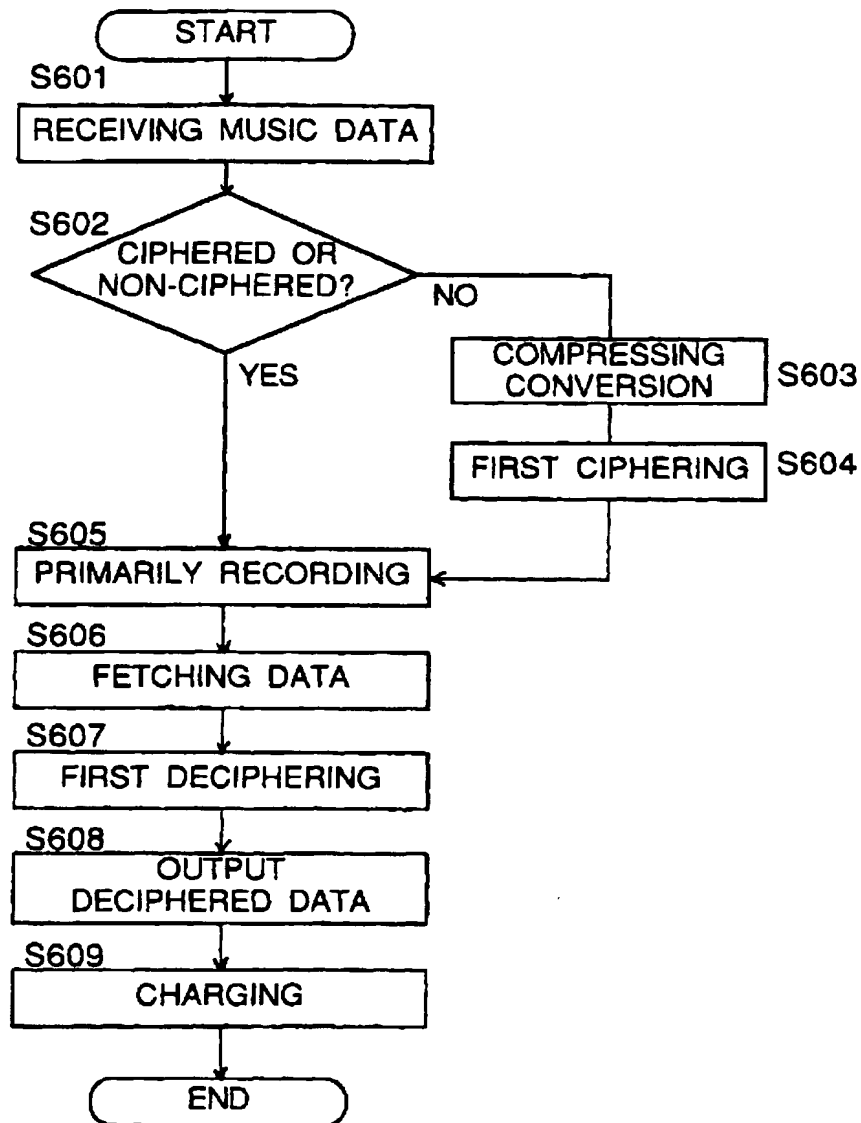 START
S601
RECEIVING MUSIC DATA
S602
CIPHERED OR
NON-CIPHERED?
NO
YES
COMPRESSING
CONVERSION
S603
FIRST CIPHERING
S604
S605
PRIMARILY RECORDING
S606
FETCHING DATA
S607
FIRST DECIPHERING
S608
OUTPUT
DECIPHERED DATA
S609
CHARGING
END